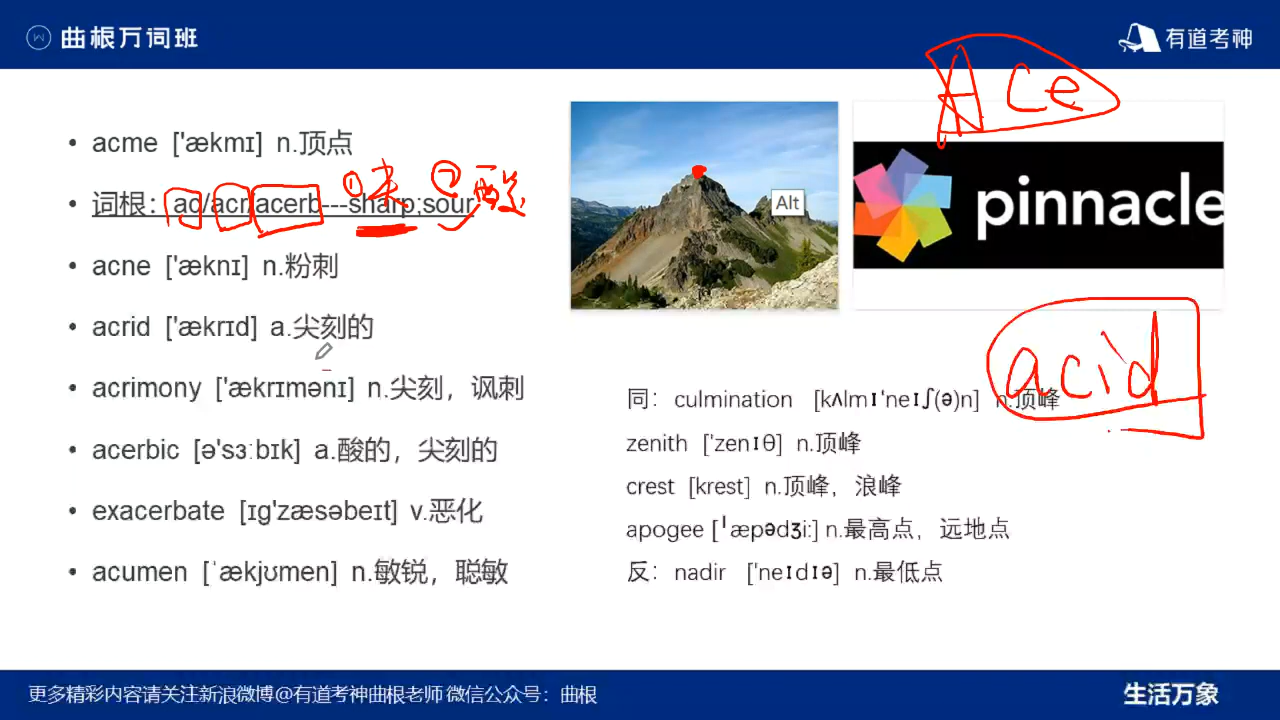 曲根万词班
有道考神
Ace
acme ['ækmɪ] n.顶点
① 尖 ② 酸
词根：ac/acr/acerb---sharp;sour
Alt
pinnacle
acne ['æknɪ] n.粉刺
acrid ['ækrɪd] a.尖刻的
acid
acrimony ['ækrɪmənɪ] n.尖刻，讽刺
acerbic [ə'sɜːbɪk] a.酸的，尖刻的
exacerbate [ɪg'zæsəbeɪt] v.恶化
acumen [ˈækjʊmen] n.敏锐，聪敏
同：culmination [kʌlmɪ'neɪʃ(ə)n] n.顶峰
zenith ['zenɪθ] n.顶峰
crest [krest] n.顶峰，浪峰
apogee [ˈæpədʒiː] n.最高点，远地点
反：nadir ['neɪdɪə] n.最低点
更多精彩内容请关注新浪微博@有道考神曲根老师 微信公众号：曲根
生活万象